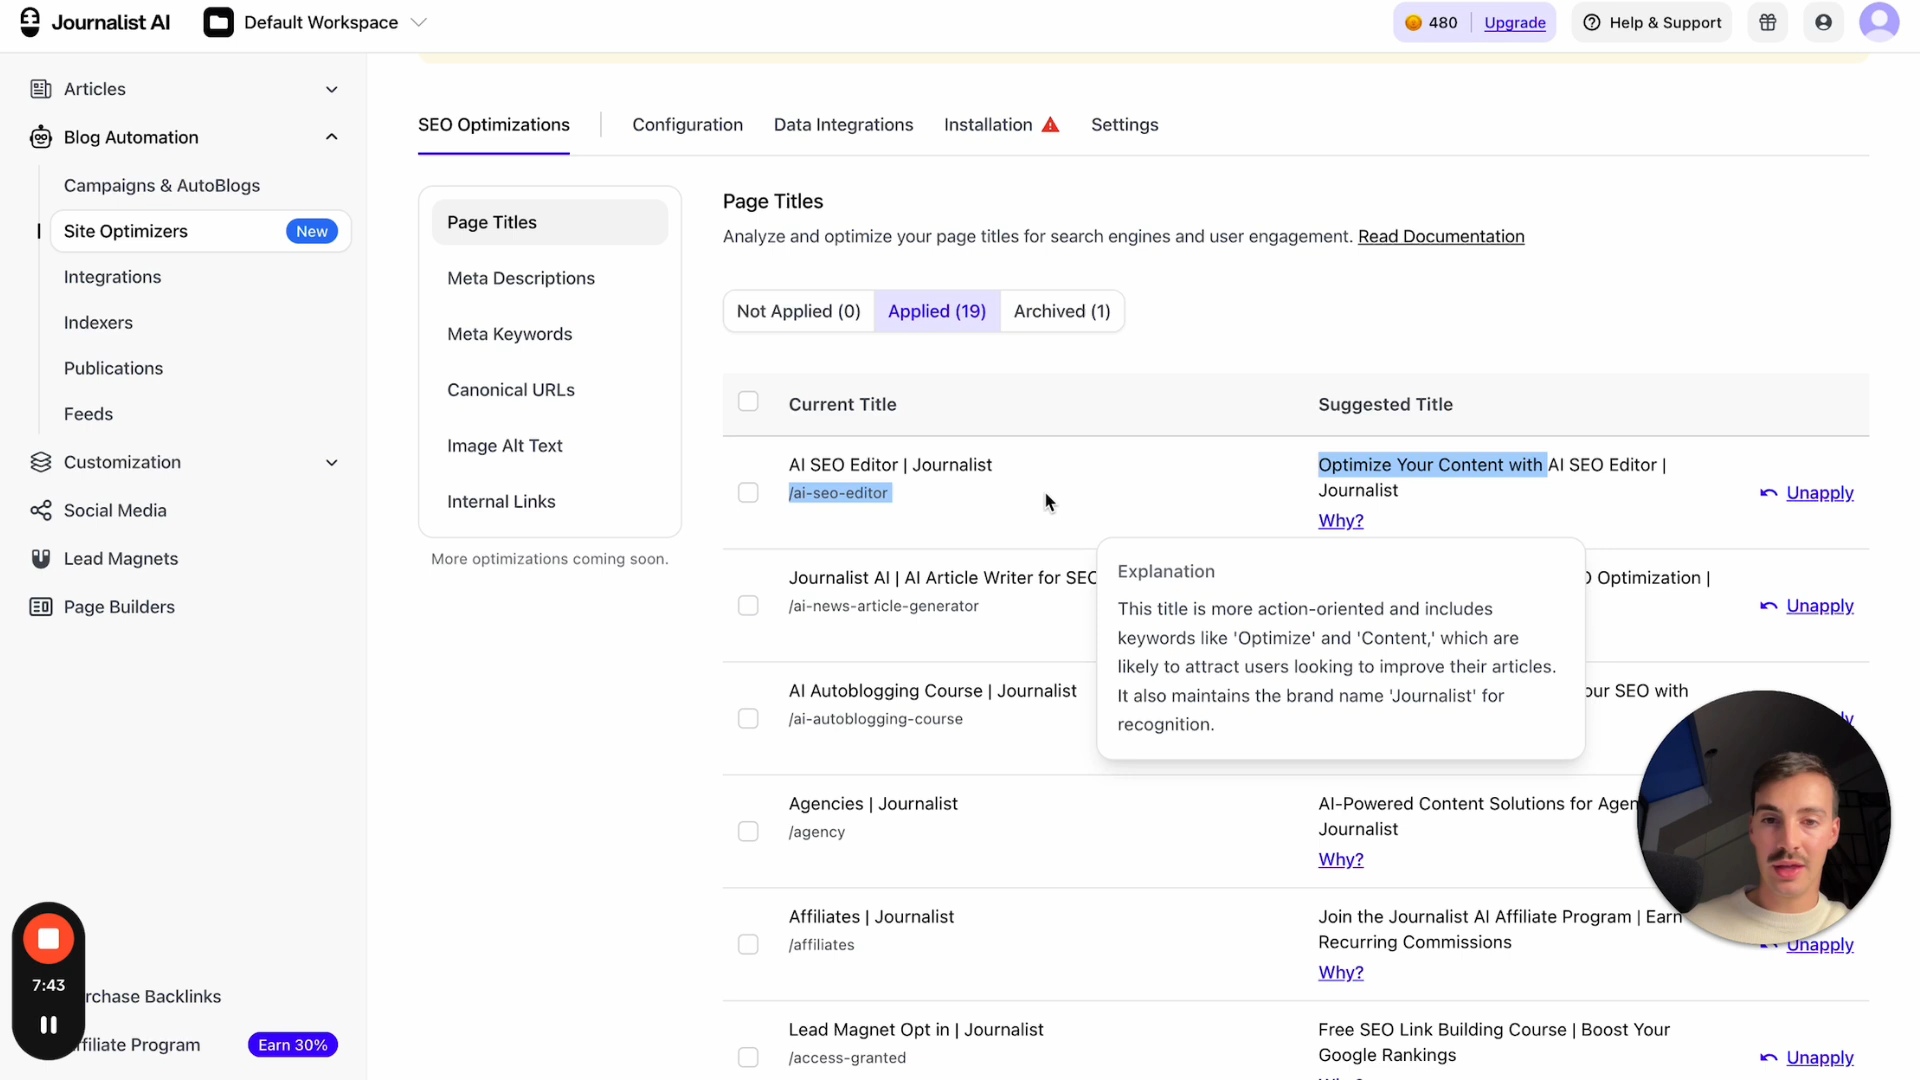 Journalist AI
Default Workspace
480
Upgrade
Help & Support
Articles
Blog Automation
Campaigns & AutoBlogs
Site Optimizers
New
Integrations
Indexers
Publications
Feeds
Customization
Social Media
Lead Magnets
Page Builders
7:43
rchase Backlinks
ffiliate Program
Earn 30%
SEO Optimizations
Configuration
Data Integrations
Installation
Settings
Page Titles
Meta Descriptions
Meta Keywords
Canonical URLs
Image Alt Text
Internal Links
More optimizations coming soon.
Page Titles
Analyze and optimize your page titles for search engines and user engagement. Read Documentation
Not Applied (0)
Applied (19)
Archived (1)
Current Title
Suggested Title
AI SEO Editor | Journalist
/ai-seo-editor
Optimize Your Content with AI SEO Editor |
Journalist
Why?
Unapply
Journalist AI | AI Article Writer for SEO
/ai-news-article-generator
O Optimization |
Unapply
Explanation
This title is more action-oriented and includes
keywords like 'Optimize' and 'Content,' which are
likely to attract users looking to improve their articles.
It also maintains the brand name 'Journalist' for
recognition.
AI Autoblogging Course | Journalist
/ai-autoblogging-course
our SEO with
ly
Agencies | Journalist
/agency
AI-Powered Content Solutions for Agen
Journalist
Why?
Affiliates | Journalist
/affiliates
Join the Journalist AI Affiliate Program | Earn
Recurring Commissions
Why?
Unapply
Lead Magnet Opt in | Journalist
/access-granted
Free SEO Link Building Course | Boost Your
Google Rankings
Unapply